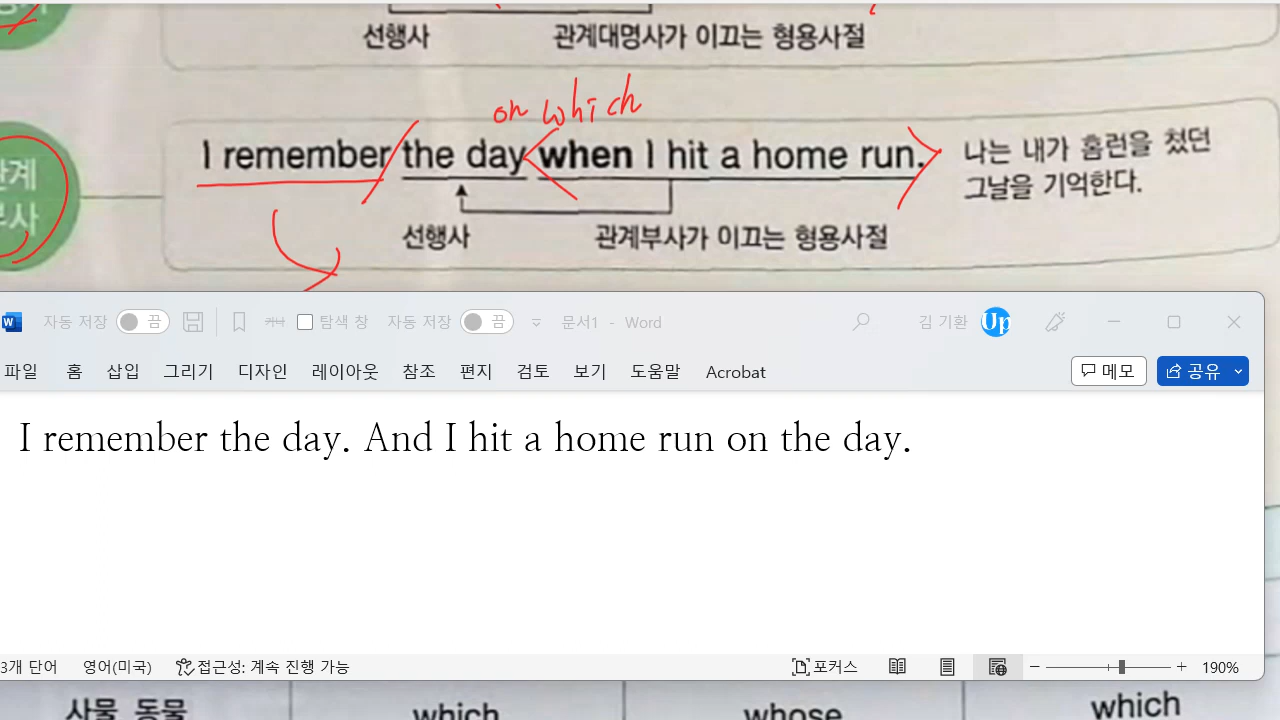 선행사 관계대명사가 이끄는 형용사절
on which
I remember the day when I hit a home run. 나는 내가 홈런을 쳤던
그날을 기억한다.
선행사 관계부사가 이끄는 형용사절
자동 저장 끔 탐색 창 자동 저장 끔 문서1 - Word 김 기환 Up
파일 홈 삽입 그리기 디자인 레이아웃 참조 편지 검토 보기 도움말 Acrobat 메모 공유
I remember the day. And I hit a home run on the day.
3개 단어 영어(미국) 접근성: 계속 진행 가능 포커스 190%
사물 동물 which whose which